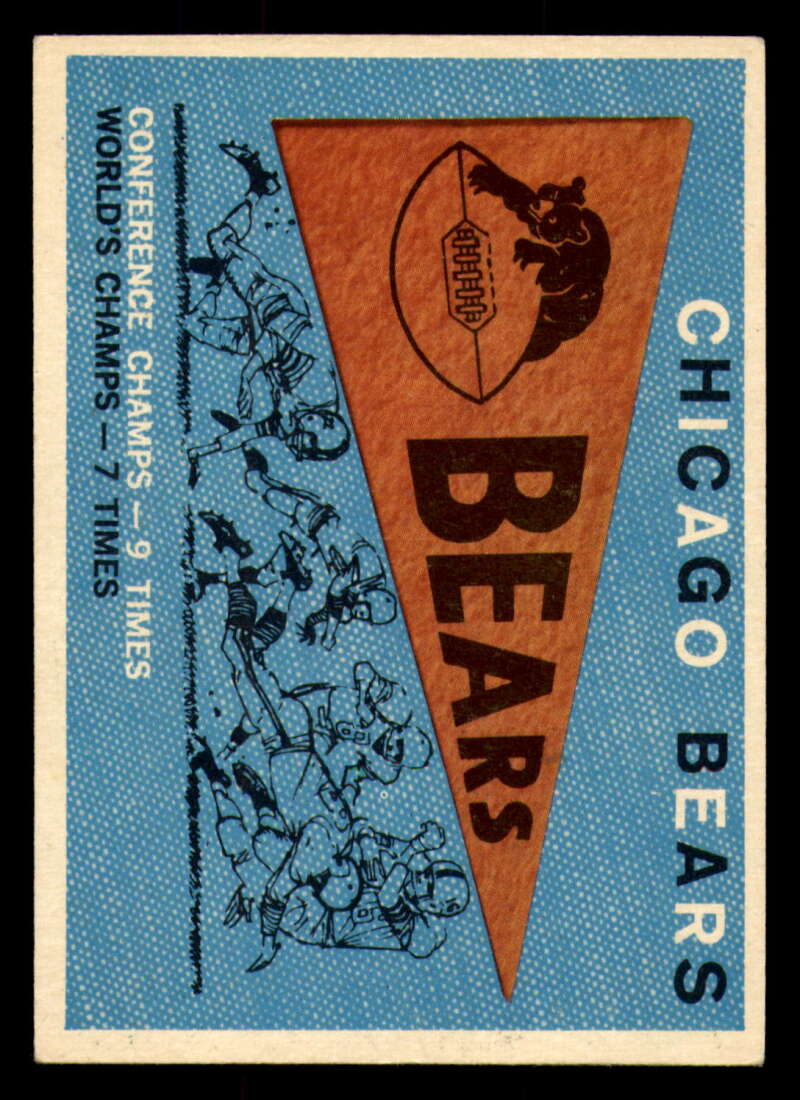 CHICAGO BEARS
BEARS
CONFERENCE CHAMPS — 9 TIMES
WORLD'S CHAMPS — 7 TIMES